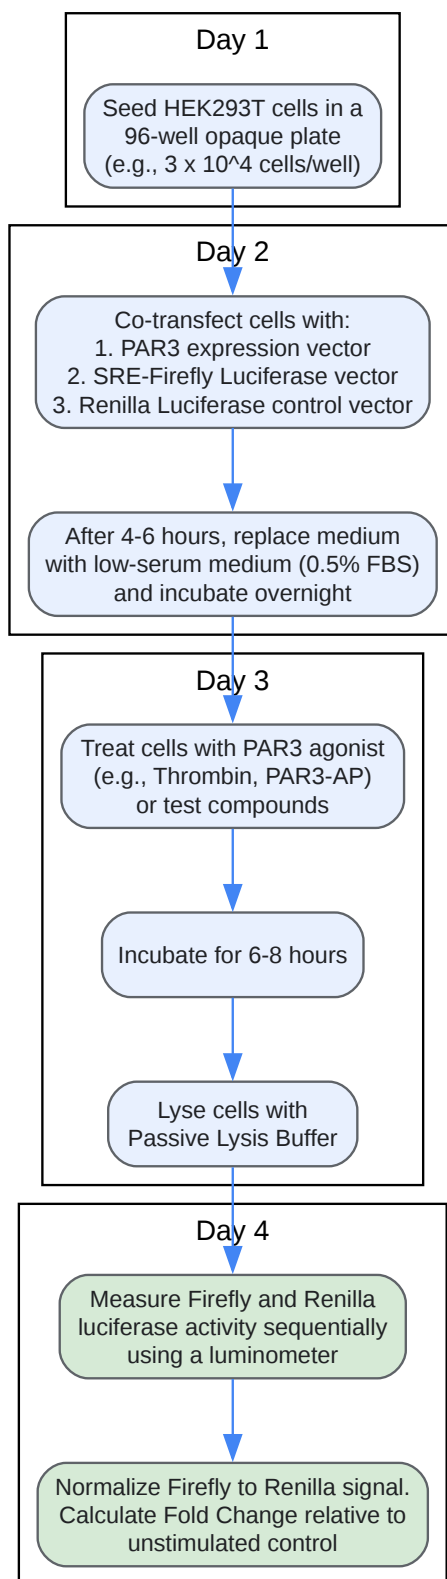 Day 1
Seed HEK293T cells in a
96-well opaque plate
(e.g., 3 x 10^4 cells/well)
Day 2
Co-transfect cells with:
1. PAR3 expression vector
2. SRE-Firefly Luciferase vector
3. Renilla Luciferase control vector
After 4-6 hours, replace medium
with low-serum medium (0.5% FBS)
and incubate overnight
Day 3
Treat cells with PAR3 agonist
(e.g., Thrombin, PAR3-AP)
or test compounds
Incubate for 6-8 hours
Lyse cells with
Passive Lysis Buffer
Day 4
Measure Firefly and Renilla
luciferase activity sequentially
using a luminometer
Normalize Firefly to Renilla signal.
Calculate Fold Change relative to
unstimulated control